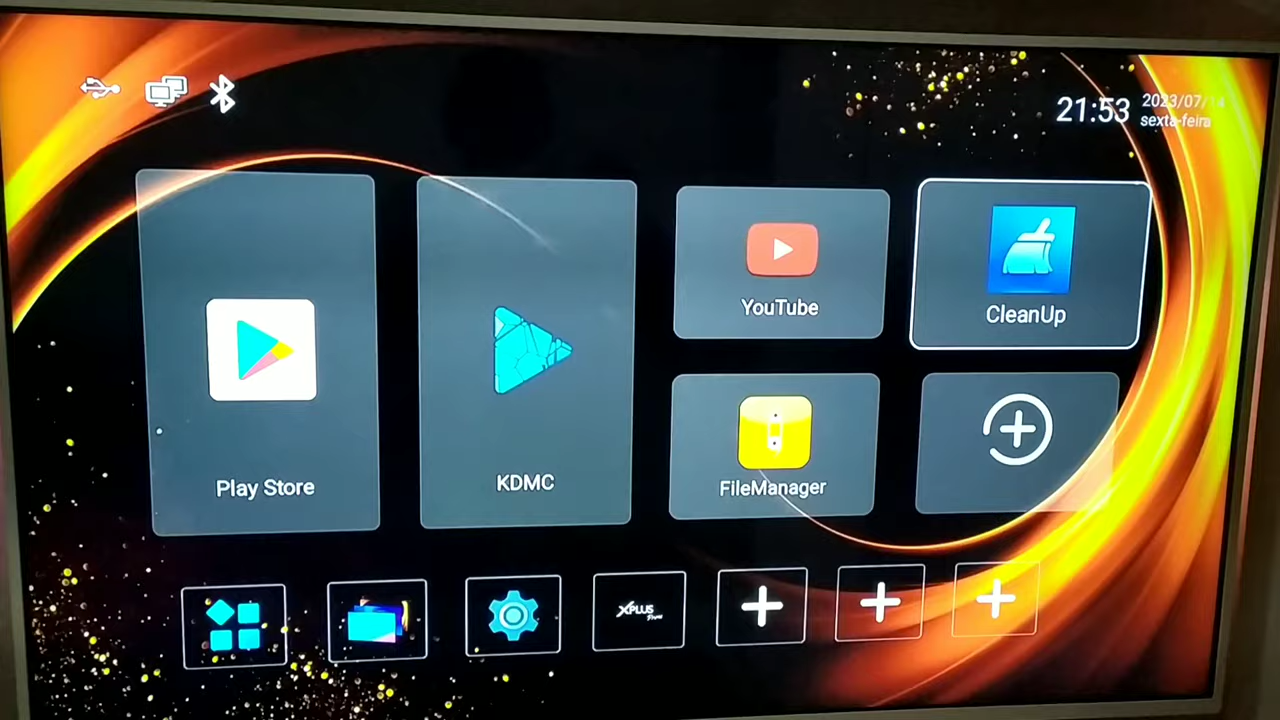 21:53
2023/07/14
sexta-feira
Play Store
KDMC
YouTube
CleanUp
FileManager
XPLUS